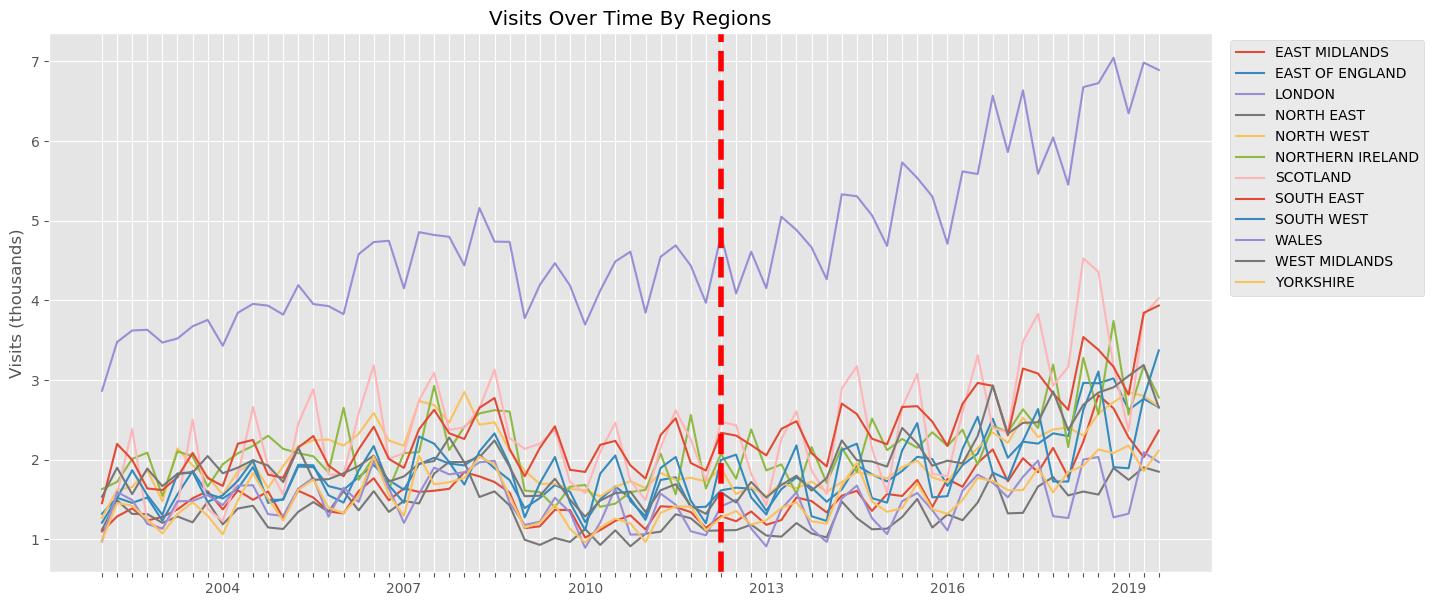 Visits Over Time By Regions
Visits (thousands)
7
6
5
4
3
2
1
2004 2007 2010 2013 2016 2019
EAST MIDLANDS
EAST OF ENGLAND
LONDON
NORTH EAST
NORTH WEST
NORTHERN IRELAND
SCOTLAND
SOUTH EAST
SOUTH WEST
WALES
WEST MIDLANDS
YORKSHIRE